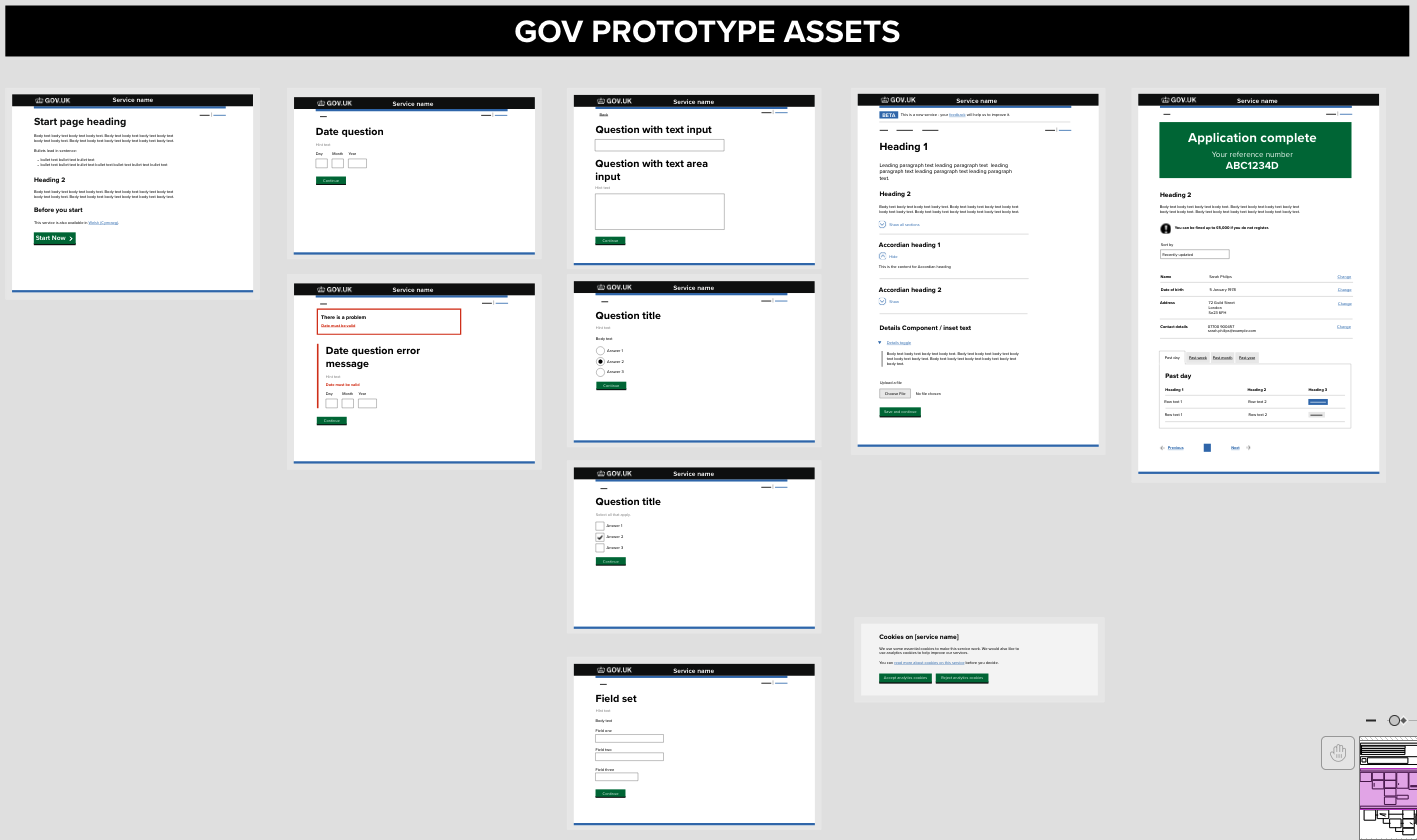 GOV PROTOTYPE ASSETS
GOV.UK Service name
Start page heading
Body text body text body text body text. Body text body text body text body text
body text body text. Body text body text body text body text body text body text.
Bullets lead in sentence:
– bullet text bullet text bullet text
– bullet text bullet text bullet text bullet text bullet text bullet text bullet text
Heading 2
Body text body text body text body text. Body text body text body text body text
body text body text. Body text body text body text body text body text body text.
Before you start
This service is also available in Welsh (Cymraeg).
Start Now
GOV.UK Service name
Date question
Hint text
Day Month Year
Continue
GOV.UK Service name
There is a problem
Date must be valid
Date question error
message
Hint text
Date must be valid
Day Month Year
Continue
GOV.UK Service name
Back
Question with text input
Question with text area
input
Hint text
Continue
GOV.UK Service name
Question title
Hint text
Body text
Answer 1
Answer 2
Answer 3
Continue
GOV.UK Service name
Question title
Select all that apply
Answer 1
Answer 2
Answer 3
Continue
GOV.UK Service name
Field set
Hint text
Body text
Field one
Field two
Field three
Continue
GOV.UK Service name
BETA This is a new service - your feedback will help us to improve it
Heading 1
Leading paragraph text leading paragraph text leading
paragraph text leading paragraph text leading paragraph
text.
Heading 2
Body text body text body text body text. Body text body text body text body text
body text body text. Body text body text body text body text body text body text
Show all sections
Accordian heading 1
Hide
This is the content for Accordian heading
Accordian heading 2
Show
Details Component / inset text
Details toggle
Body text body text body text body text. Body text body text body text
body text body text body text. Body text body text body text body text
body text
Upload a file
Choose File No file chosen
Save and continue
Cookies on [service name]
We use some essential cookies to make this service work. We would also like to
use analytics cookies to help improve our services.
You can read more about cookies on this service before you decide.
Accept analytics cookies Reject analytics cookies
GOV.UK Service name
Application complete
Your reference number
ABC1234D
Heading 2
Body text body text body text body text. Body text body text body text body text
body text body text. Body text body text body text body text body text body text
You can be fined up to £5,000 if you do not register.
Sort by
Recently updated
Name Sarah Philips Change
Date of birth 5 January 1978 Change
Address 72 Guild Street Change
London
Se23 6FH
Contact details 07700 900457 Change
sarah.philips@example.com
Past day Past week Past month Past year
Past day
Heading 1 Heading 2 Heading 3
Row text 1 Row text 2
Row text 1 Row text 2
Previous Next